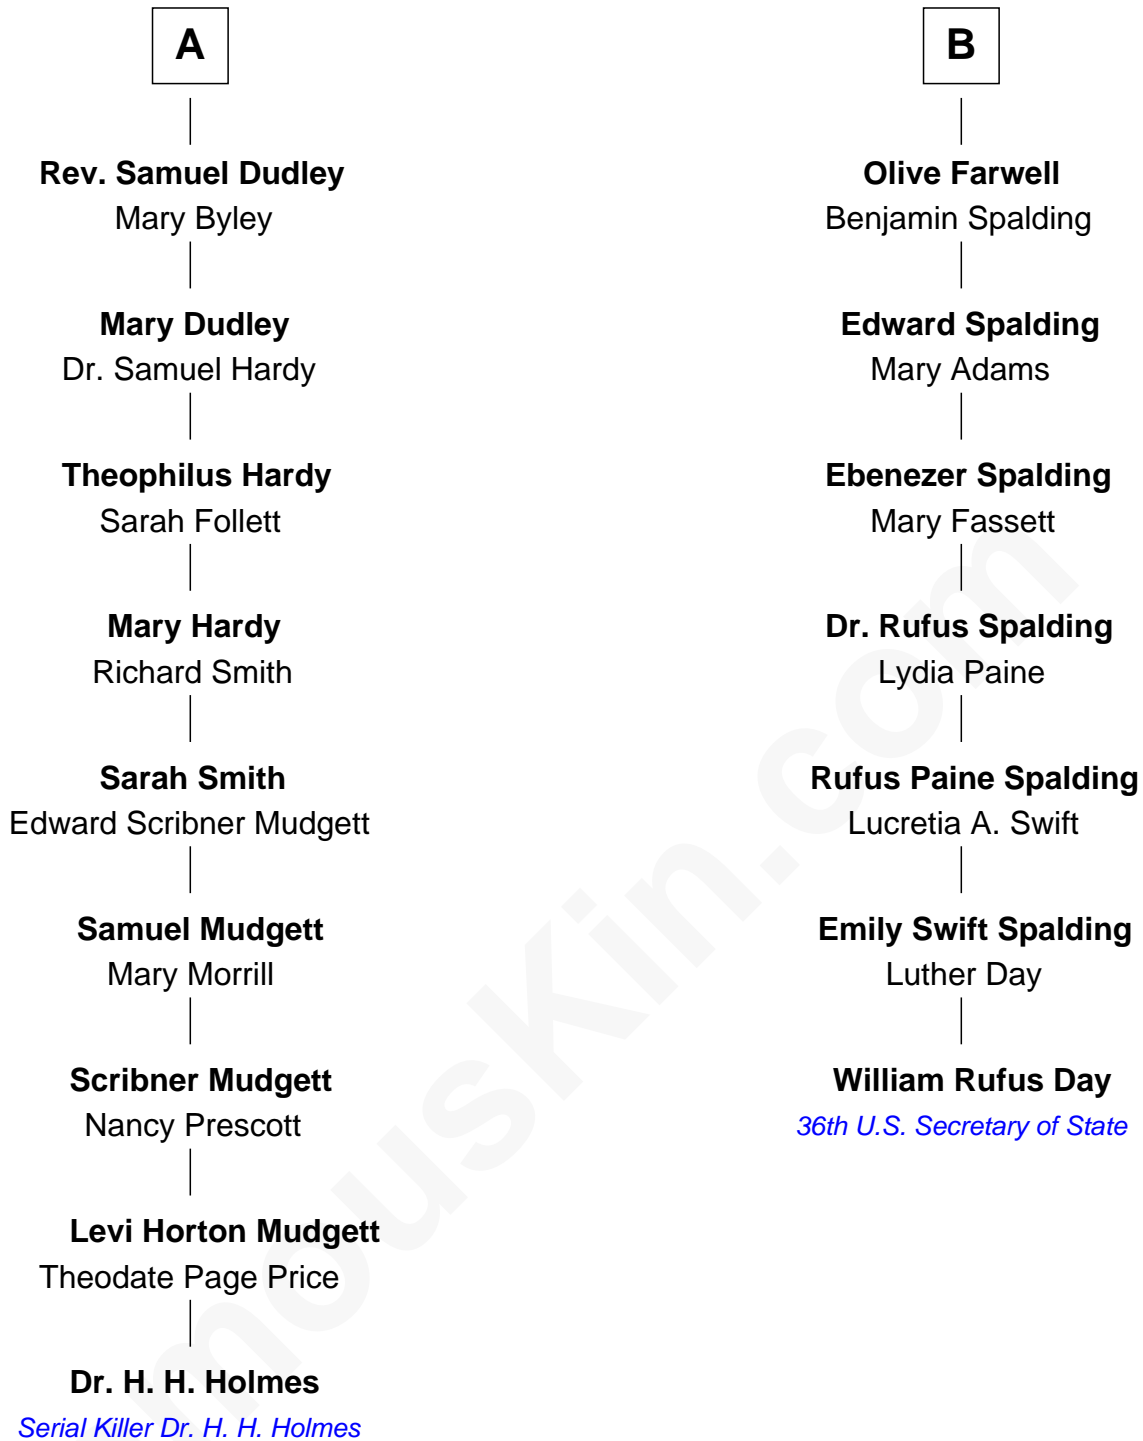 A
Rev. Samuel Dudley
Mary Byley
Mary Dudley
Dr. Samuel Hardy
Theophilus Hardy
Sarah Follett
Mary Hardy
Richard Smith
Sarah Smith
Edward Scribner Mudgett
Samuel Mudgett
Mary Morrill
Scribner Mudgett
Nancy Prescott
Levi Horton Mudgett
Theodate Page Price
Dr. H. H. Holmes
Serial Killer Dr. H. H. Holmes
B
Olive Farwell
Benjamin Spalding
Edward Spalding
Mary Adams
Ebenezer Spalding
Mary Fassett
Dr. Rufus Spalding
Lydia Paine
Rufus Paine Spalding
Lucretia A. Swift
Emily Swift Spalding
Luther Day
William Rufus Day
36th U.S. Secretary of State
mouskin.com